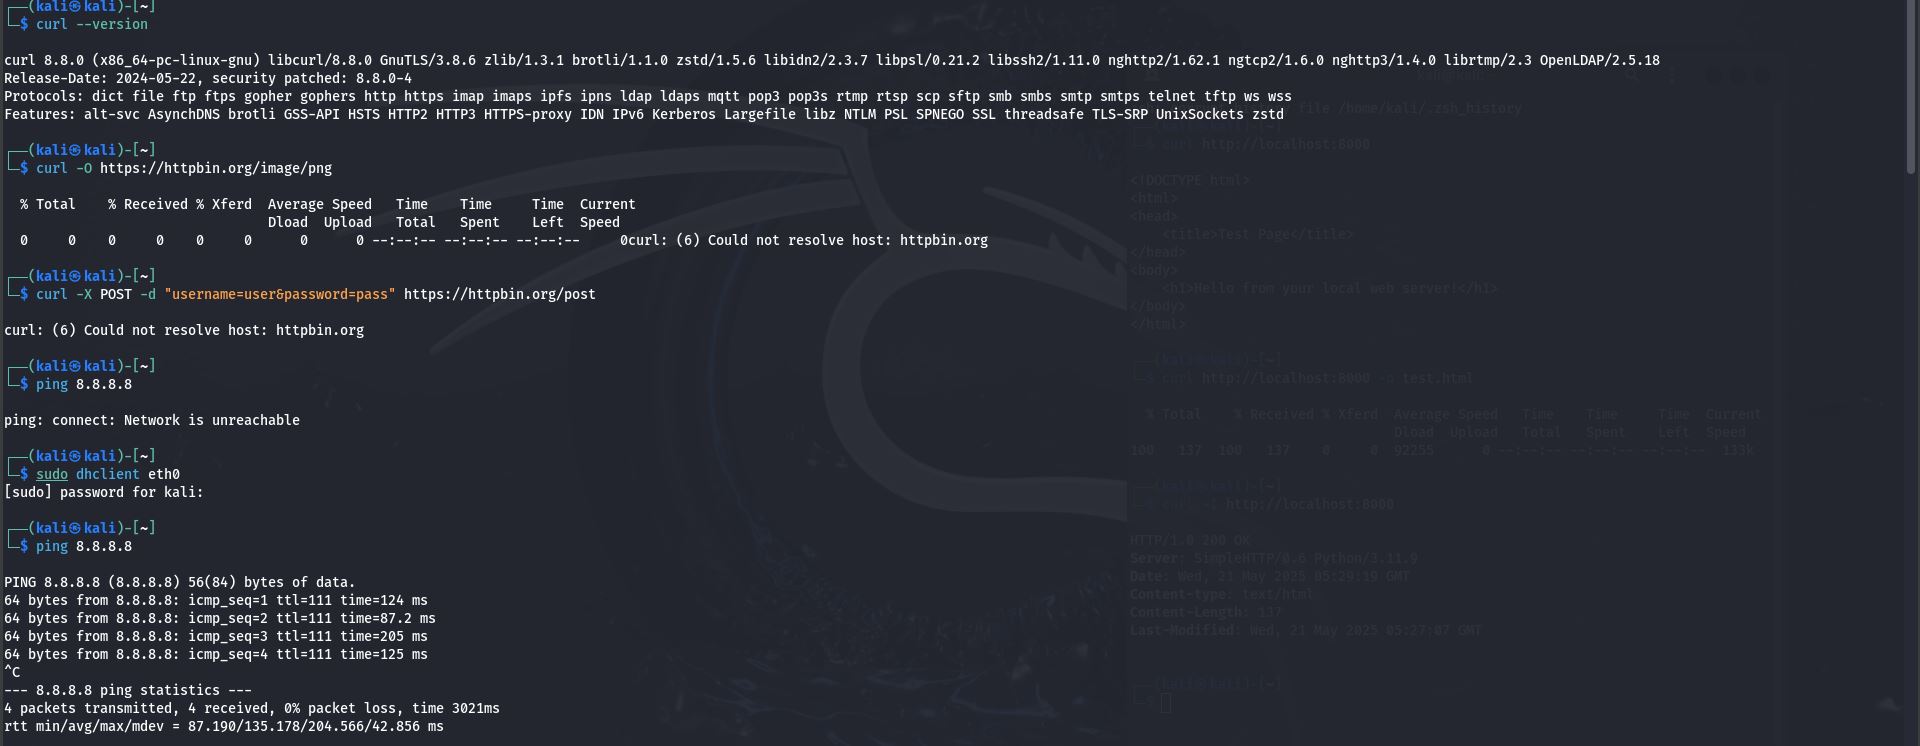 ┌──(kali㉿kali)-[~]
└─$ curl --version
curl 8.8.0 (x86_64-pc-linux-gnu) libcurl/8.8.0 GnuTLS/3.8.6 zlib/1.3.1 brotli/1.1.0 zstd/1.5.6 libidn2/2.3.7 libpsl/0.21.2 libssh2/1.11.0 nghttp2/1.62.1 ngtcp2/1.6.0 nghttp3/1.4.0 librtmp/2.3 OpenLDAP/2.5.18
Release-Date: 2024-05-22, security patched: 8.8.0-4
Protocols: dict file ftp ftps gopher gophers http https imap imaps ipfs ipns ldap ldaps mqtt pop3 pop3s rtmp rtsp scp sftp smb smbs smtp smtps telnet tftp ws wss
Features: alt-svc AsynchDNS brotli GSS-API HSTS HTTP2 HTTP3 HTTPS-proxy IDN IPv6 Kerberos Largefile libz NTLM PSL SPNEGO SSL threadsafe TLS-SRP UnixSockets zstd
┌──(kali㉿kali)-[~]
└─$ curl -O https://httpbin.org/image/png
  % Total    % Received % Xferd  Average Speed   Time    Time     Time  Current
                                 Dload  Upload   Total   Spent    Left  Speed
  0     0    0     0    0     0      0      0 --:--:-- --:--:-- --:--:--     0curl: (6) Could not resolve host: httpbin.org
┌──(kali㉿kali)-[~]
└─$ curl -X POST -d "username=user&password=pass" https://httpbin.org/post
curl: (6) Could not resolve host: httpbin.org
┌──(kali㉿kali)-[~]
└─$ ping 8.8.8.8
ping: connect: Network is unreachable
┌──(kali㉿kali)-[~]
└─$ sudo dhclient eth0
[sudo] password for kali:
┌──(kali㉿kali)-[~]
└─$ ping 8.8.8.8
PING 8.8.8.8 (8.8.8.8) 56(84) bytes of data.
64 bytes from 8.8.8.8: icmp_seq=1 ttl=111 time=124 ms
64 bytes from 8.8.8.8: icmp_seq=2 ttl=111 time=87.2 ms
64 bytes from 8.8.8.8: icmp_seq=3 ttl=111 time=205 ms
64 bytes from 8.8.8.8: icmp_seq=4 ttl=111 time=125 ms
^C
--- 8.8.8.8 ping statistics ---
4 packets transmitted, 4 received, 0% packet loss, time 3021ms
rtt min/avg/max/mdev = 87.190/135.178/204.566/42.856 ms
file /home/kali/.zsh_history
└─$ curl http://localhost:8000
<!DOCTYPE html>
<html>
<head>
    <title>Test Page</title>
</head>
<body>
    <h1>Hello from your local web server!</h1>
</body>
</html>
┌──(kali㉿kali)-[~]
└─$ curl http://localhost:8000 -o test.html
  % Total    % Received % Xferd  Average Speed   Time    Time     Time  Current
                                 Dload  Upload   Total   Spent    Left  Speed
100   137  100   137    0     0  92255      0 --:--:-- --:--:-- --:--:--  133k
┌──(kali㉿kali)-[~]
└─$ curl http://localhost:8000
HTTP/1.0 200 OK
Server: SimpleHTTP/0.6 Python/3.11.9
Date: Wed, 21 May 2025 05:29:19 GMT
Content-type: text/html
Content-Length: 137
Last-Modified: Wed, 21 May 2025 05:27:07 GMT
┌──(kali㉿kali)-[~]
└─$